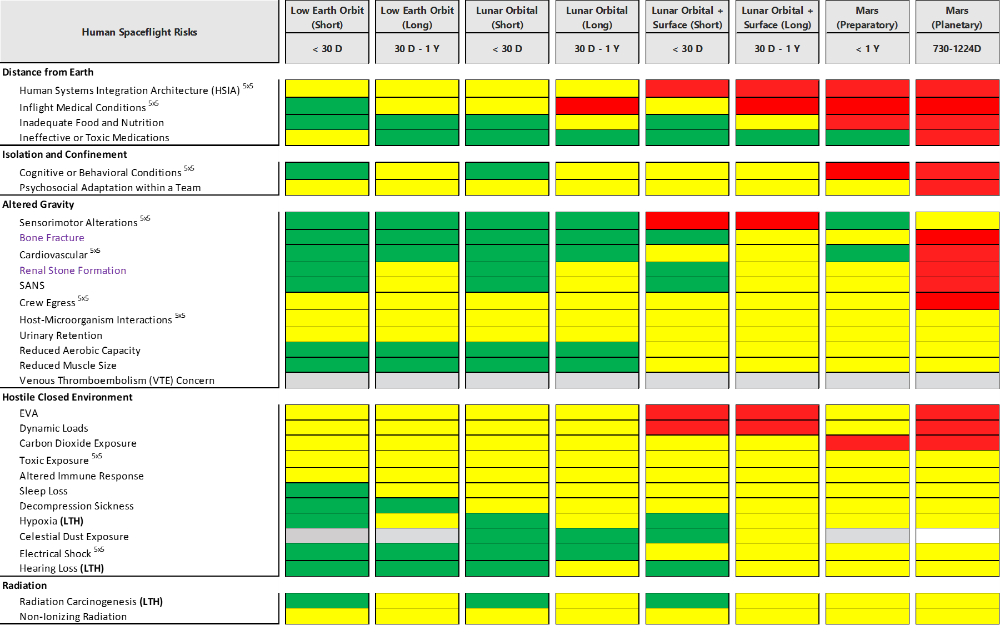 Human Spaceflight Risks
Low Earth Orbit (Short)
Low Earth Orbit (Long)
Lunar Orbital (Short)
Lunar Orbital (Long)
Lunar Orbital + Surface (Short)
Lunar Orbital + Surface (Long)
Mars (Preparatory)
Mars (Planetary)
< 30 D
30 D - 1 Y
< 30 D
30 D - 1 Y
< 30 D
30 D - 1 Y
< 1 Y
730-1224D
Distance from Earth
Human Systems Integration Architecture (HSIA) 5x5
Inflight Medical Conditions 5x5
Inadequate Food and Nutrition
Ineffective or Toxic Medications
Isolation and Confinement
Cognitive or Behavioral Conditions 5x5
Psychosocial Adaptation within a Team
Altered Gravity
Sensorimotor Alterations 5x5
Bone Fracture
Cardiovascular 5x5
Renal Stone Formation
SANS
Crew Egress 5x5
Host-Microorganism Interactions 5x5
Urinary Retention
Reduced Aerobic Capacity
Reduced Muscle Size
Venous Thromboembolism (VTE) Concern
Hostile Closed Environment
EVA
Dynamic Loads
Carbon Dioxide Exposure
Toxic Exposure 5x5
Altered Immune Response
Sleep Loss
Decompression Sickness
Hypoxia (LTH)
Celestial Dust Exposure
Electrical Shock 5x5
Hearing Loss (LTH)
Radiation
Radiation Carcinogenesis (LTH)
Non-Ionizing Radiation